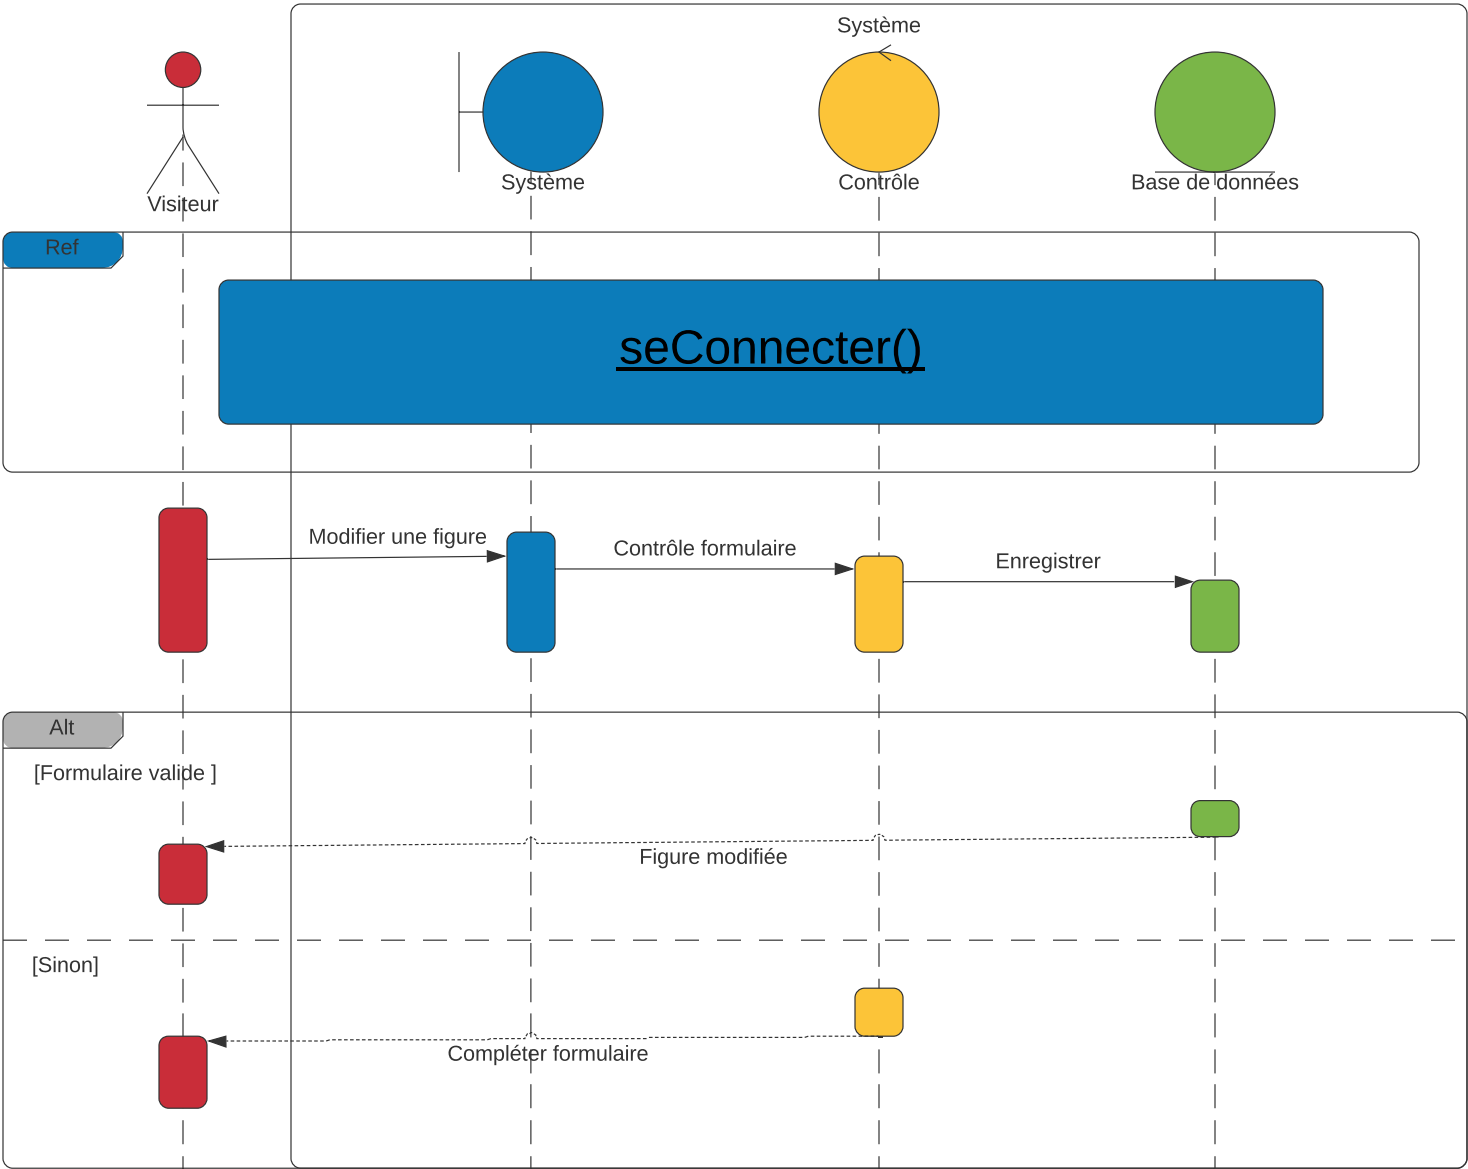 Système
Système
Contrôle
Base de données
Visiteur
Ref
seConnecter()
Modifier une figure
Contrôle formulaire
Enregistrer
Alt
[Formulaire valide ]
Figure modifiée
[Sinon]
Compléter formulaire